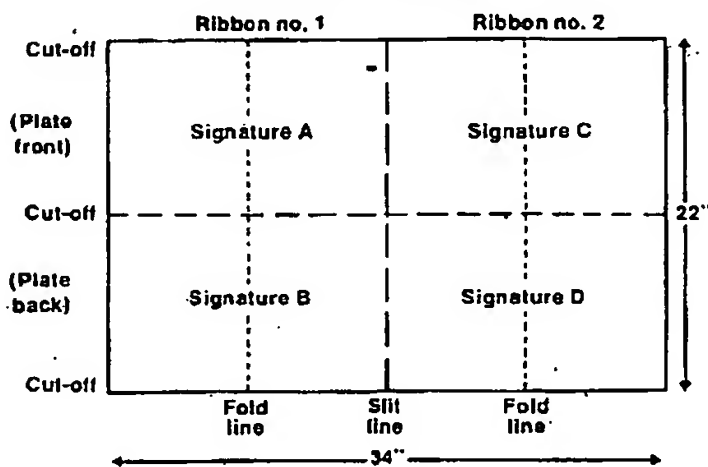 Ribbon no. 1 Ribbon no. 2
Cut-off
(Plate front)
Signature A Signature C
Cut-off
22"
(Plate back)
Signature B Signature D
Cut-off
Fold line
Slit line
Fold line
34"